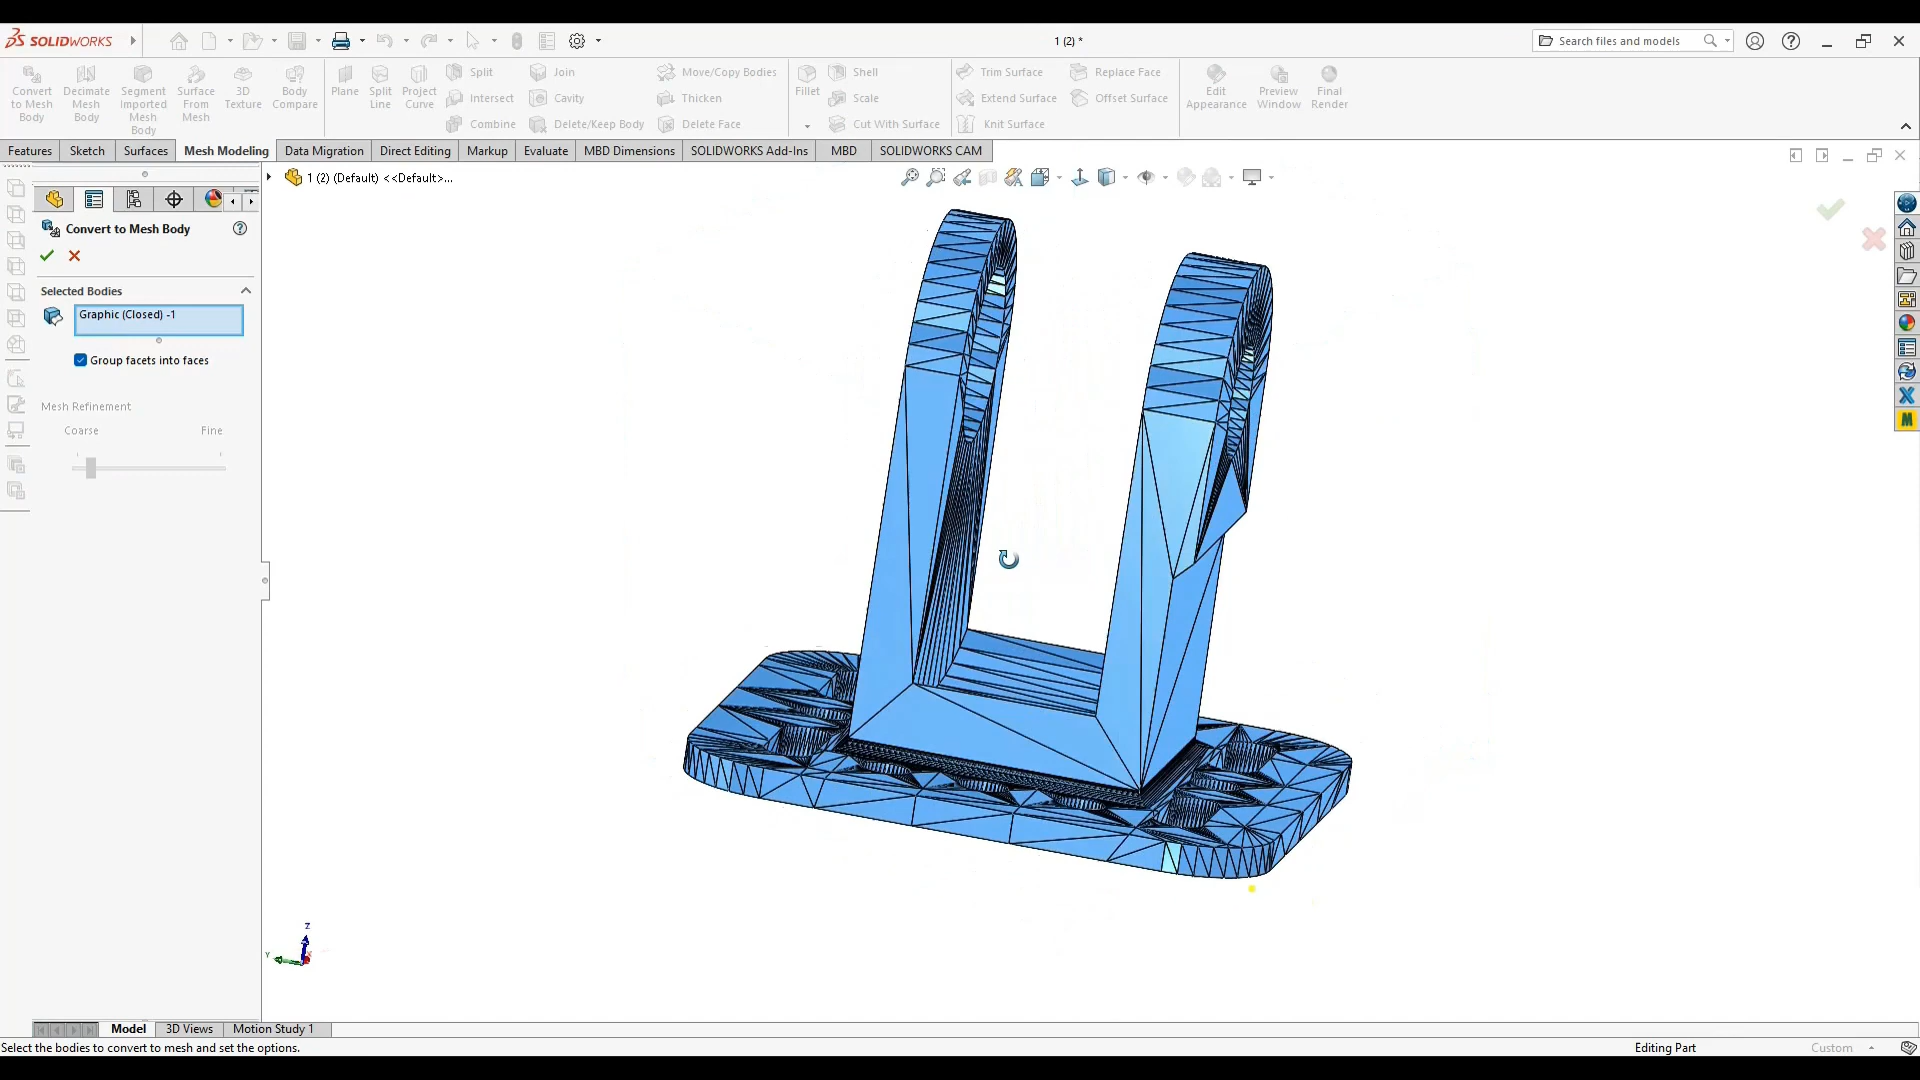 SOLIDWORKS
1 (2) *
Search files and models
Convert to Mesh Body
Decimate Mesh Body
Segment Imported Mesh Body
Surface From Mesh
3D Texture
Body Compare
Plane
Split Line
Project Curve
Split
Intersect
Combine
Join
Cavity
Delete/Keep Body
Move/Copy Bodies
Thicken
Delete Face
Fillet
Shell
Scale
Cut With Surface
Trim Surface
Extend Surface
Knit Surface
Replace Face
Offset Surface
Edit Appearance
Preview Window
Final Render
Features
Sketch
Surfaces
Mesh Modeling
Data Migration
Direct Editing
Markup
Evaluate
MBD Dimensions
SOLIDWORKS Add-Ins
MBD
SOLIDWORKS CAM
1 (2) (Default) <<Default>...
Convert to Mesh Body
Selected Bodies
Graphic (Closed) -1
Group facets into faces
Mesh Refinement
Coarse
Fine
Z
Y
Model
3D Views
Motion Study 1
Select the bodies to convert to mesh and set the options.
Editing Part
Custom